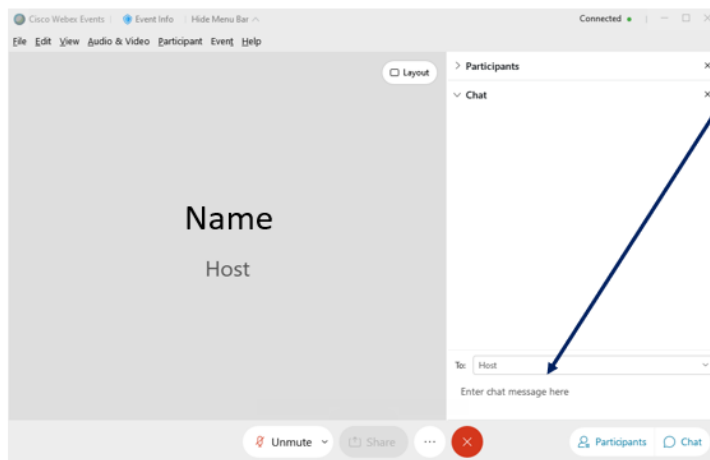 Cisco Webex Events Event Info Hide Menu Bar Connected
File Edit View Audio & Video Participant Event Help
Layout
Participants
Chat
Name
Host
To: Host
Enter chat message here
Unmute Share ... Participants Chat